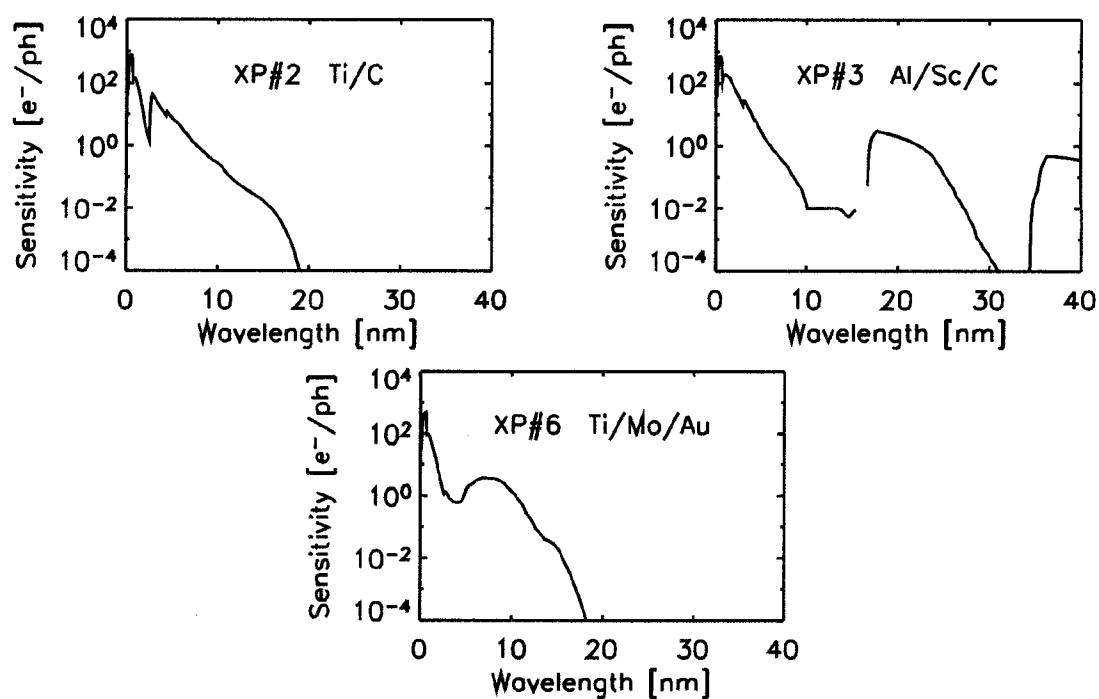 XP#2 Ti/C
Sensitivity [e⁻/ph]
10⁴
10²
10⁰
10⁻²
10⁻⁴
0 10 20 30 40
Wavelength [nm]
XP#3 Al/Sc/C
Sensitivity [e⁻/ph]
10⁴
10²
10⁰
10⁻²
10⁻⁴
0 10 20 30 40
Wavelength [nm]
XP#6 Ti/Mo/Au
Sensitivity [e⁻/ph]
10⁴
10²
10⁰
10⁻²
10⁻⁴
0 10 20 30 40
Wavelength [nm]